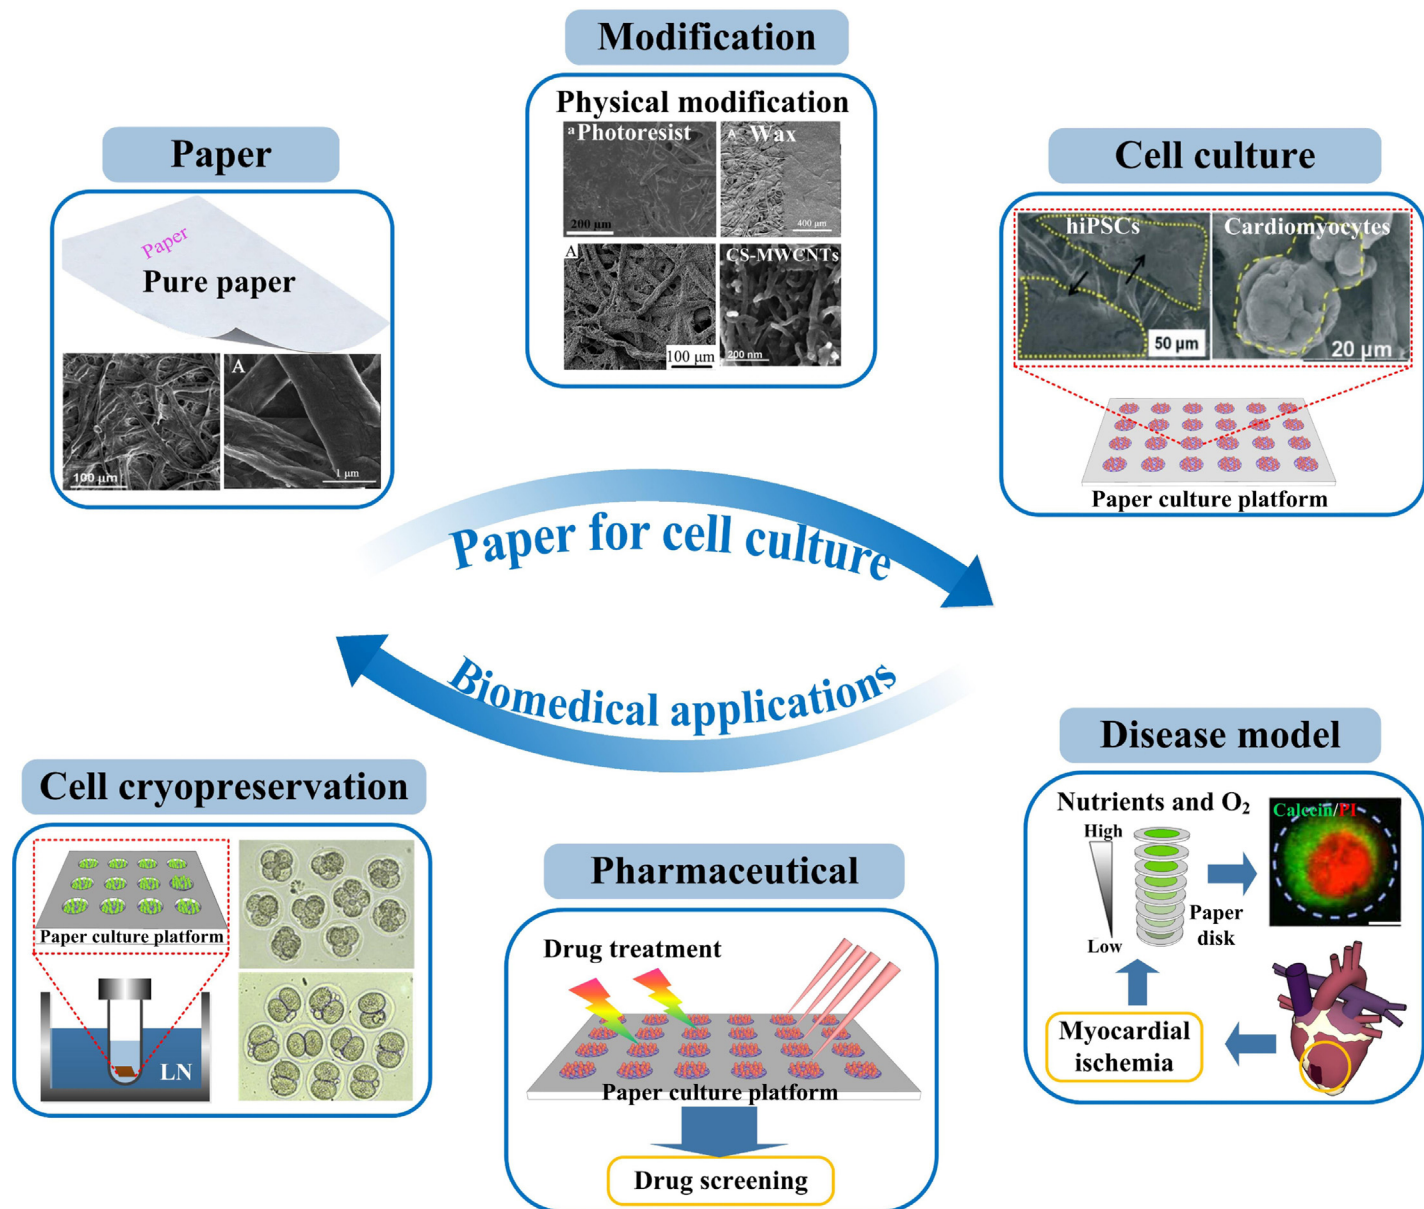 Modification
Physical modification
a Photoresist
200 μm
A Wax
400 μm
A
100 μm
CS-MWCNTs
200 nm
Paper
Paper
Pure paper
100 μm
A
1 μm
Cell culture
hiPSCs
50 μm
Cardiomyocytes
20 μm
Paper culture platform
Paper for cell culture
Biomedical applications
Cell cryopreservation
Paper culture platform
LN
Pharmaceutical
Drug treatment
Paper culture platform
Drug screening
Disease model
Nutrients and O₂
High
Low
Paper
disk
Calcein/PI
Myocardial
ischemia